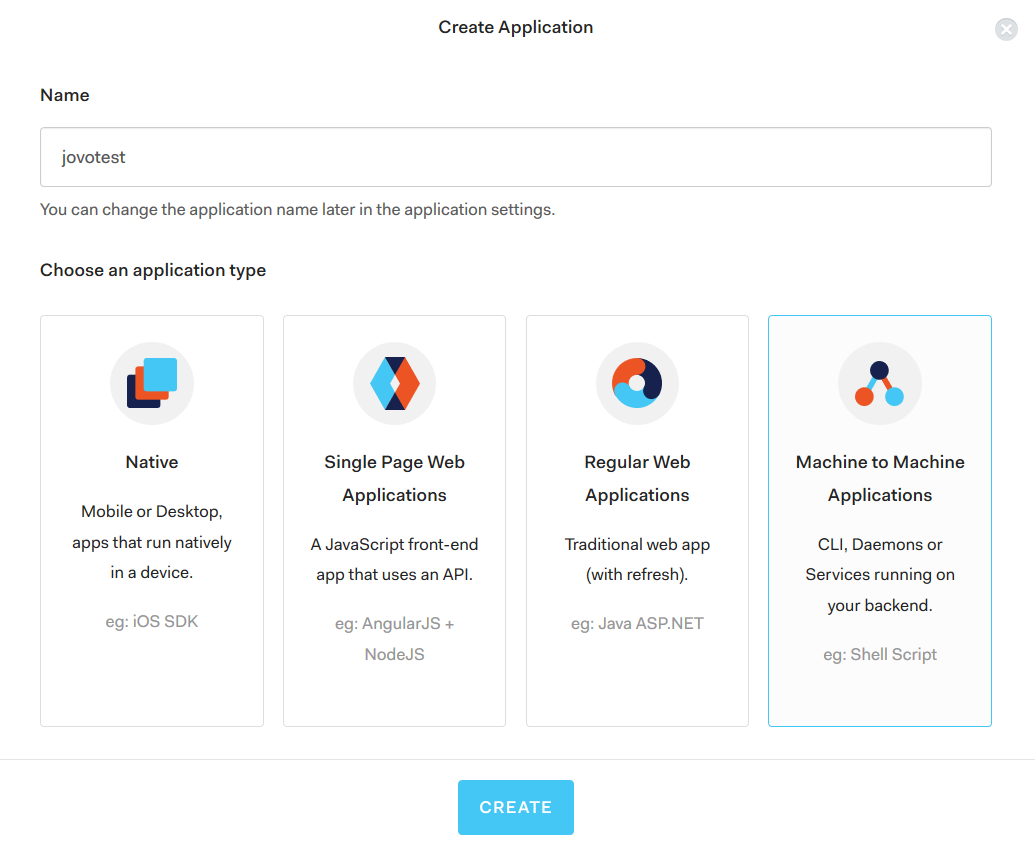 Create Application
Name
jovotest
You can change the application name later in the application settings.
Choose an application type
Native
Mobile or Desktop,
apps that run natively
in a device.
eg: iOS SDK
Single Page Web
Applications
A JavaScript front-end
app that uses an API.
eg: AngularJS +
NodeJS
Regular Web
Applications
Traditional web app
(with refresh).
eg: Java ASP.NET
Machine to Machine
Applications
CLI, Daemons or
Services running on
your backend.
eg: Shell Script
CREATE